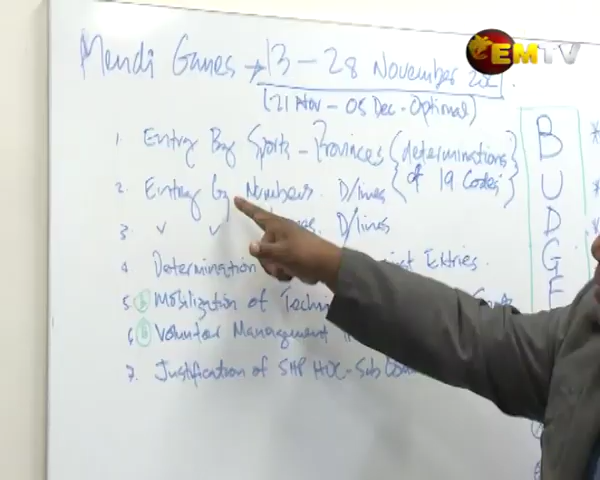 EMTV
Mendi Games → 13 - 28 November
(21 Nov - 05 Dec - Optimal)
1. Entry By Sports - Provinces {determinations of 19 Codes}
2. Entry By Numbers. D/lines
3 ✓ ✓ D/lines
4 Determination Entries.
5 Mobilization of
6 Volunteer Management
7. Justification of SHP HOC - Sub
B
U
D
G
E